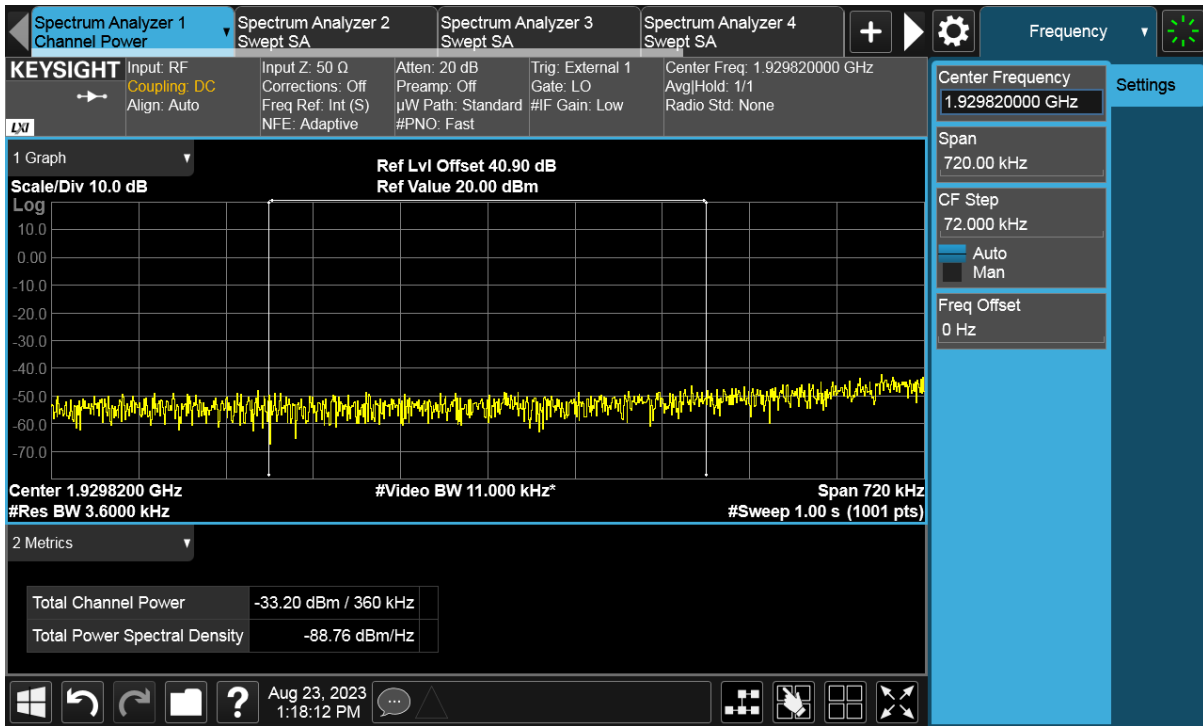 Spectrum Analyzer 1
Channel Power
Spectrum Analyzer 2
Swept SA
Spectrum Analyzer 3
Swept SA
Spectrum Analyzer 4
Swept SA
+
Frequency
KEYSIGHT
LXI
Input: RF
Coupling: DC
Align: Auto
Input Z: 50 Ω
Corrections: Off
Freq Ref: Int (S)
NFE: Adaptive
Atten: 20 dB
Preamp: Off
µW Path: Standard
#PNO: Fast
Trig: External 1
Gate: LO
#IF Gain: Low
Center Freq: 1.929820000 GHz
Avg|Hold: 1/1
Radio Std: None
Center Frequency
1.929820000 GHz
Settings
Span
720.00 kHz
CF Step
72.000 kHz
Auto
Man
Freq Offset
0 Hz
1 Graph
Scale/Div 10.0 dB
Ref Lvl Offset 40.90 dB
Ref Value 20.00 dBm
Log
10.0
0.00
-10.0
-20.0
-30.0
-40.0
-50.0
-60.0
-70.0
Center 1.9298200 GHz
#Video BW 11.000 kHz*
Span 720 kHz
#Res BW 3.6000 kHz
#Sweep 1.00 s (1001 pts)
2 Metrics
Total Channel Power -33.20 dBm / 360 kHz
Total Power Spectral Density -88.76 dBm/Hz
?
Aug 23, 2023
1:18:12 PM